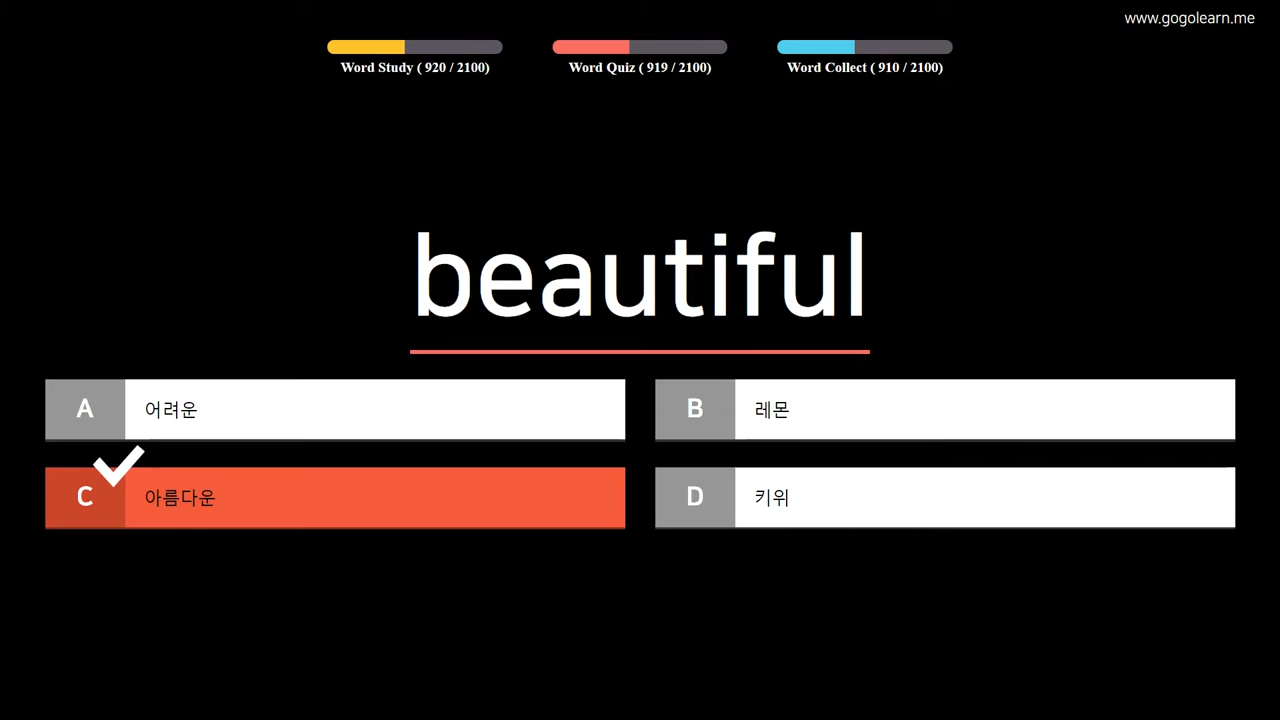 www.gogolearn.me
Word Study ( 920 / 2100)
Word Quiz ( 919 / 2100)
Word Collect ( 910 / 2100)
beautiful
A 어려운
B 레몬
C 아름다운
D 키위